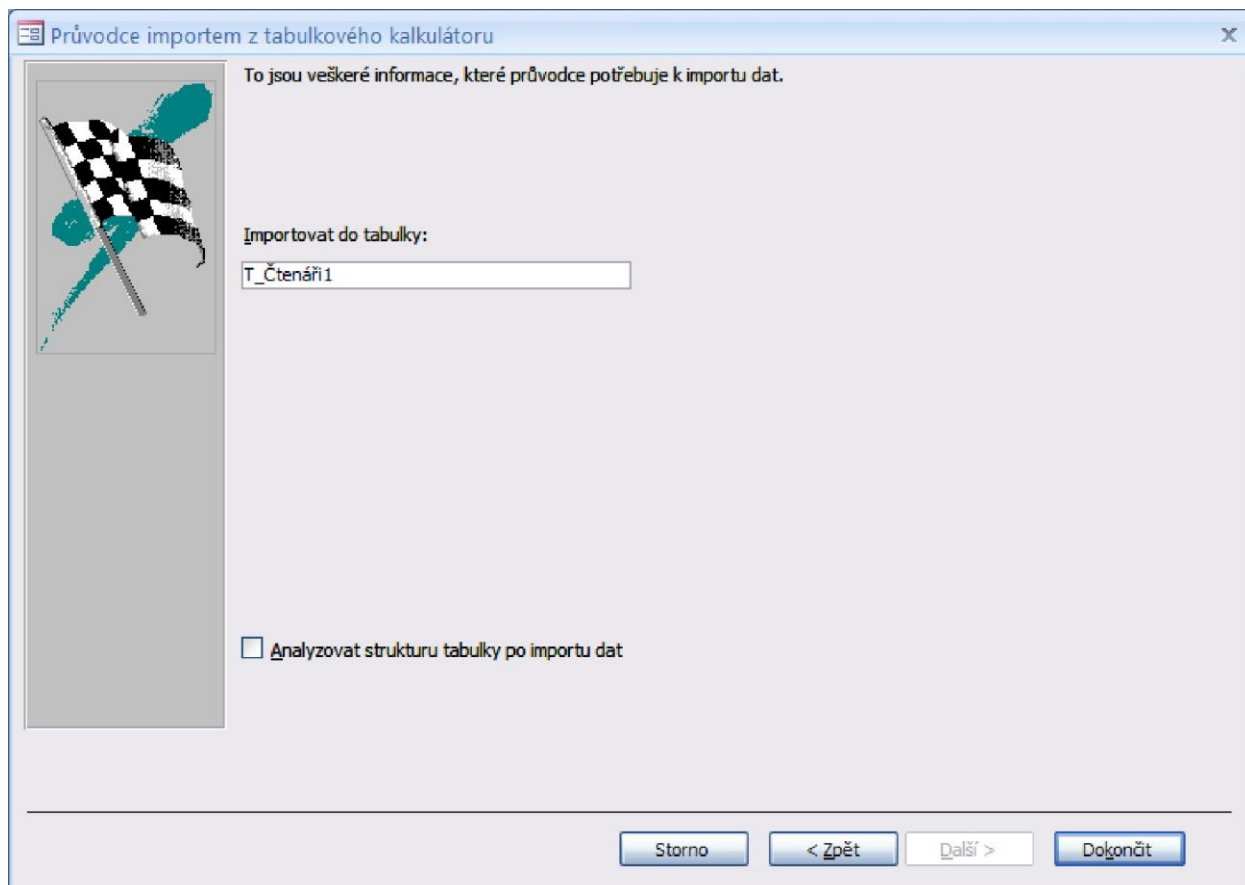 Průvodce importem z tabulkového kalkulátoru
To jsou veškeré informace, které průvodce potřebuje k importu dat.
Importovat do tabulky:
T_Čtenáři1
Analyzovat strukturu tabulky po importu dat
Storno
< Zpět
Další >
Dokončit